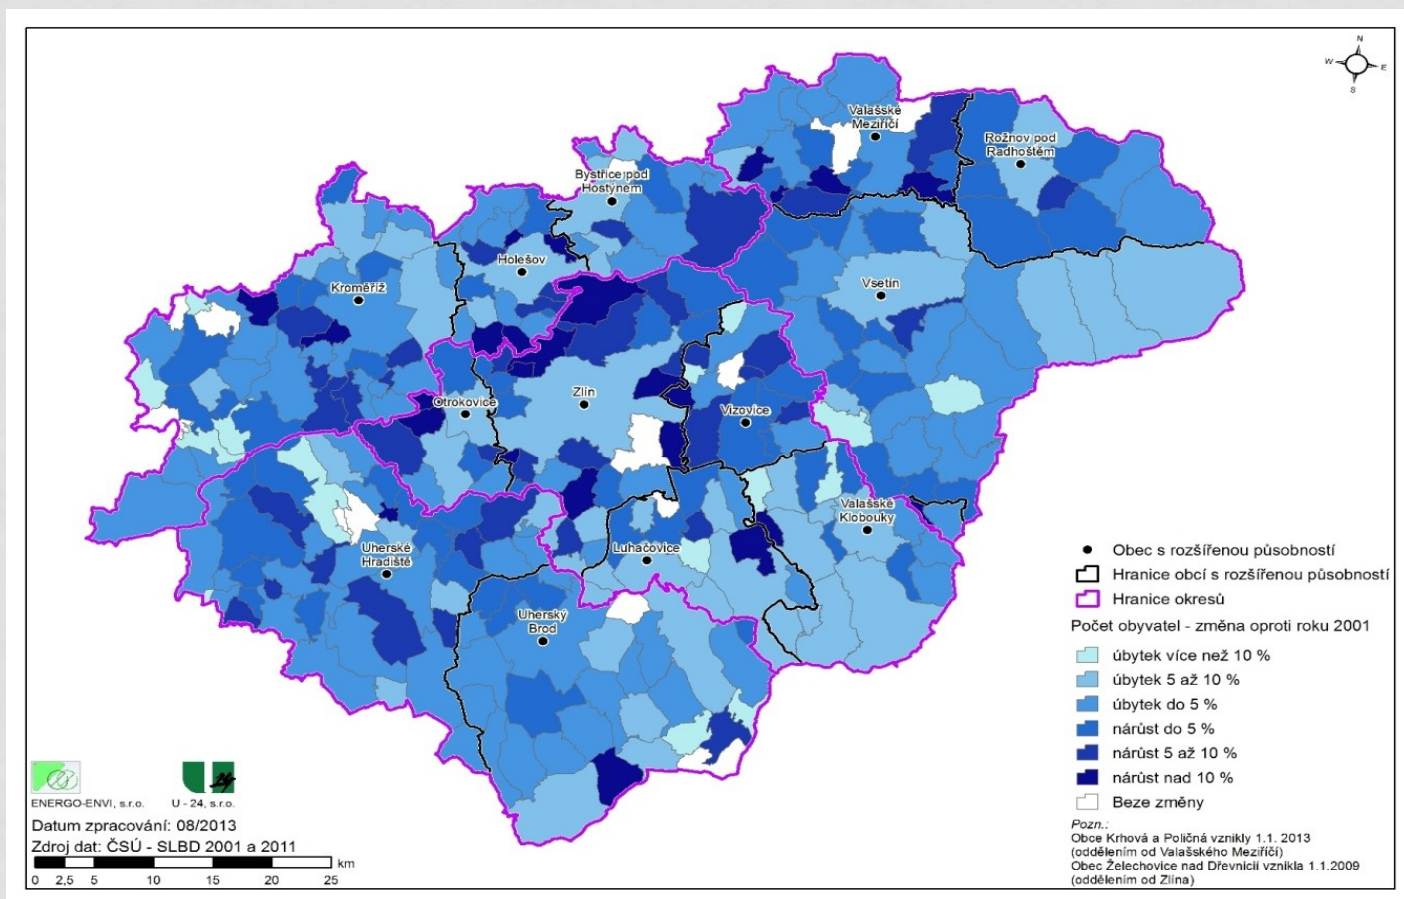 N
W
E
S
Valašské
Meziříčí
Rožnov pod
Radhoštěm
Bystřice pod
Hostýnem
Holešov
Kroměříž
Vsetín
Zlín
Otrokovice
Vizovice
Valašské
Klobouky
Luhačovice
Uherské
Hradiště
Uherský
Brod
Obec s rozšířenou působností
Hranice obcí s rozšířenou působností
Hranice okresů
Počet obyvatel - změna oproti roku 2001
úbytek více než 10 %
úbytek 5 až 10 %
úbytek do 5 %
nárůst do 5 %
nárůst 5 až 10 %
nárůst nad 10 %
Beze změny
Pozn.:
Obce Krhová a Poličná vznikly 1.1. 2013
(oddělením od Valašského Meziříčí)
Obec Želechovice nad Dřevnicií vznikla 1.1.2009
(oddělením od Zlína)
ENERGO-ENVI, s.r.o.
U - 24, s.r.o.
Datum zpracování: 08/2013
Zdroj dat: ČSÚ - SLBD 2001 a 2011
km
0 2,5 5 10 15 20 25